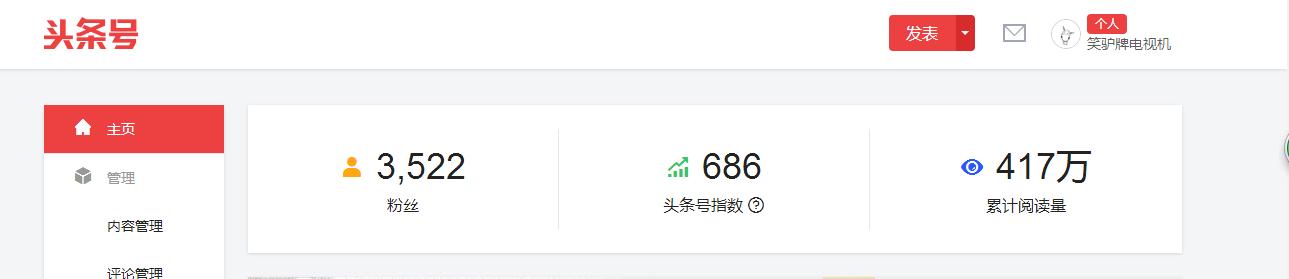 头条号
发表
个人
笑驴牌电视机
主页
管理
内容管理
评论管理
3,522
粉丝
686
头条号指数
417万
累计阅读量